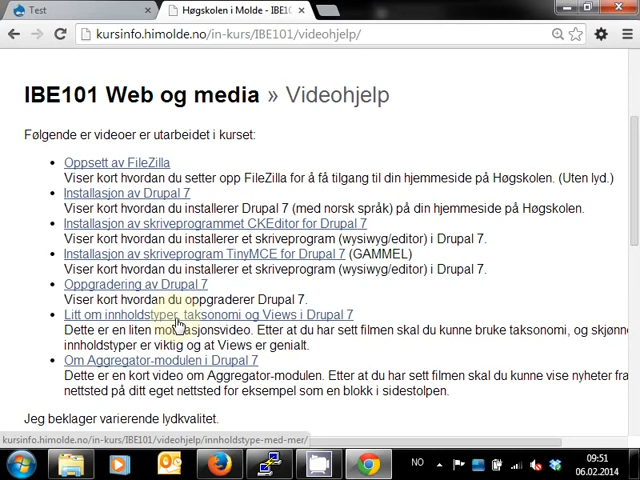 Test
Høgskolen i Molde - IBE10
kursinfo.himolde.no/in-kurs/IBE101/videohjelp/
IBE101 Web og media » Videohjelp
Følgende er videoer er utarbeidet i kurset:
Oppsett av FileZilla
Viser kort hvordan du setter opp FileZilla for å få tilgang til din hjemmeside på Høgskolen. (Uten lyd.)
Installasjon av Drupal 7
Viser kort hvordan du installerer Drupal 7 (med norsk språk) på din hjemmeside på Høgskolen.
Installasjon av skriveprogrammet CKEditor for Drupal 7
Viser kort hvordan du installerer et skriveprogram (wysiwyg/editor) i Drupal 7.
Installasjon av skriveprogram TinyMCE for Drupal 7 (GAMMEL)
Viser kort hvordan du installerer et skriveprogram (wysiwyg/editor) i Drupal 7.
Oppgradering av Drupal 7
Viser kort hvordan du oppgraderer Drupal 7.
Litt om innholdstyper, taksonomi og Views i Drupal 7
Dette er en liten motivasjonsvideo. Etter at du har sett filmen skal du kunne bruke taksonomi, og skjønne
innholdstyper er viktig og at Views er genialt.
Om Aggregator-modulen i Drupal 7
Dette er en kort video om Aggregator-modulen. Etter at du har sett filmen skal du kunne vise nyheter fra
nettsted på ditt eget nettsted for eksempel som en blokk i sidestolpen.
Jeg beklager varierende lydkvalitet.
kursinfo.himolde.no/in-kurs/IBE101/videohjelp/innholdstype-med-mer/
NO
09:51
06.02.2014